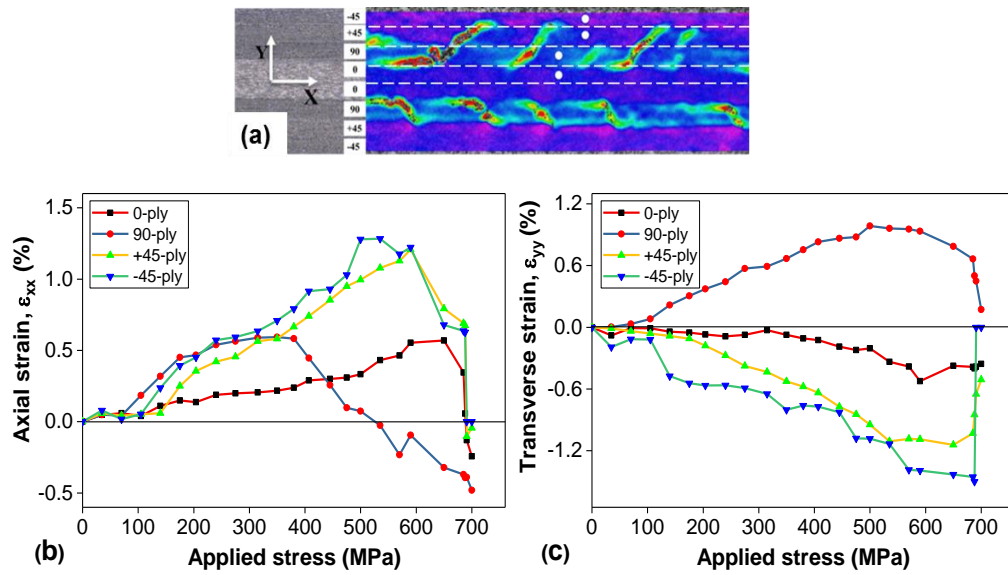 -45
+45
90
0
0
90
+45
-45
Y
X
(a)
1.5
1.0
0.5
0.0
-0.5
Axial strain, εxx (%)
0-ply
90-ply
+45-ply
-45-ply
0
100
200
300
400
500
600
700
Applied stress (MPa)
(b)
1.2
0.6
0.0
-0.6
-1.2
Transverse strain, εyy (%)
0-ply
90-ply
+45-ply
-45-ply
0
100
200
300
400
500
600
700
Applied stress (MPa)
(c)